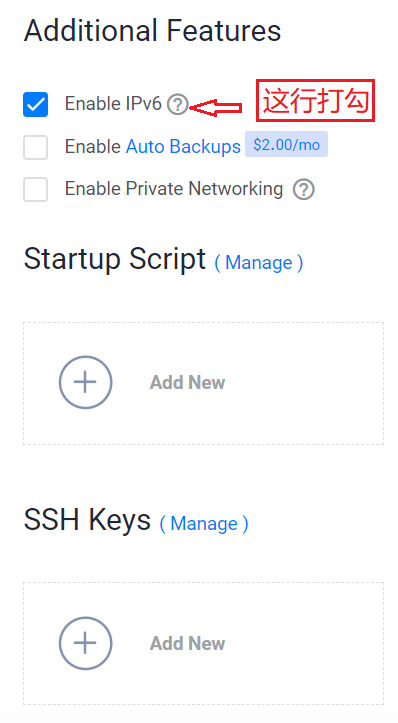 Additional Features
Enable IPv6 ? 这行打勾
Enable Auto Backups $2.00/mo
Enable Private Networking ?
Startup Script ( Manage )
Add New
SSH Keys ( Manage )
Add New